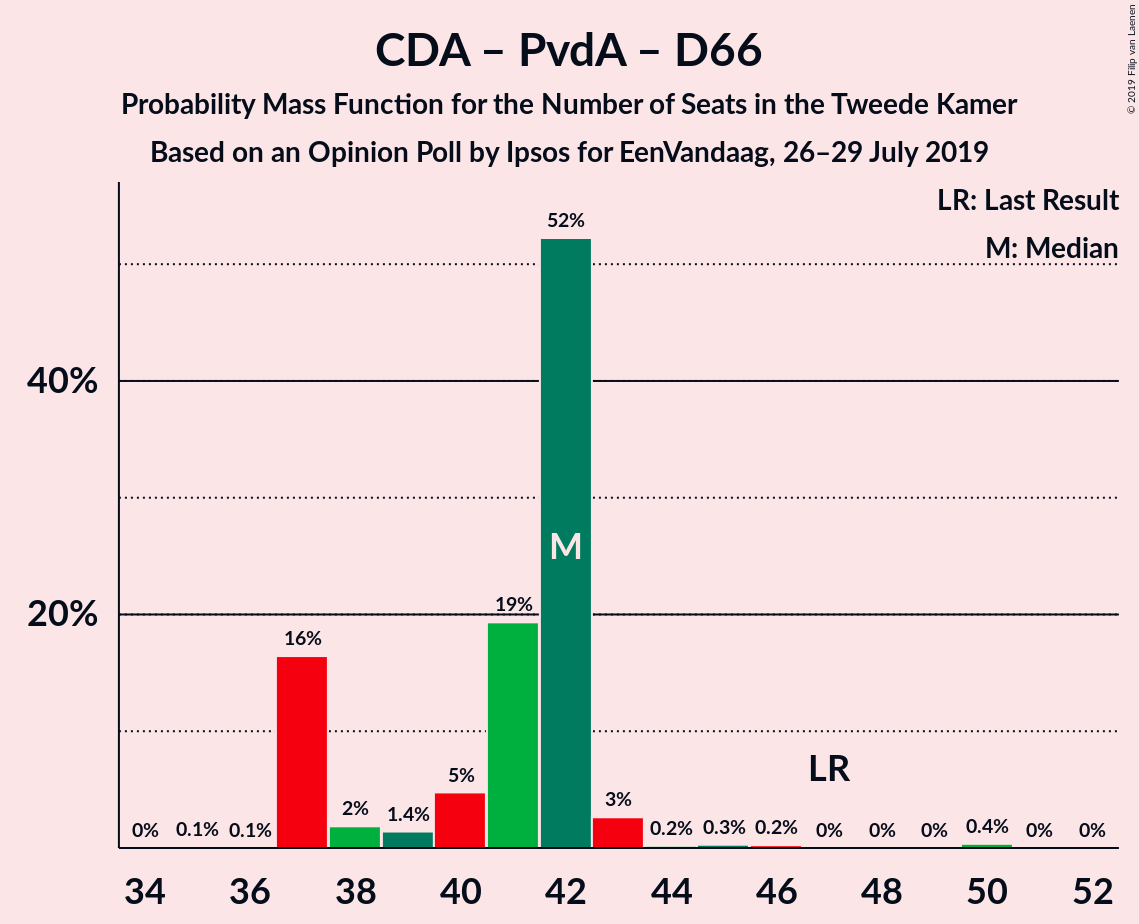 CDA – PvdA – D66
Probability Mass Function for the Number of Seats in the Tweede Kamer
Based on an Opinion Poll by Ipsos for EenVandaag, 26–29 July 2019
© 2019 Filip van Laenen
LR: Last Result
M: Median
52%
40%
M
19%
20%
16%
LR
5%
2%
1.4%
3%
0% 0.1% 0.1% 0.2% 0.3% 0.2% 0% 0% 0% 0.4% 0% 0%
34 36 38 40 42 44 46 48 50 52